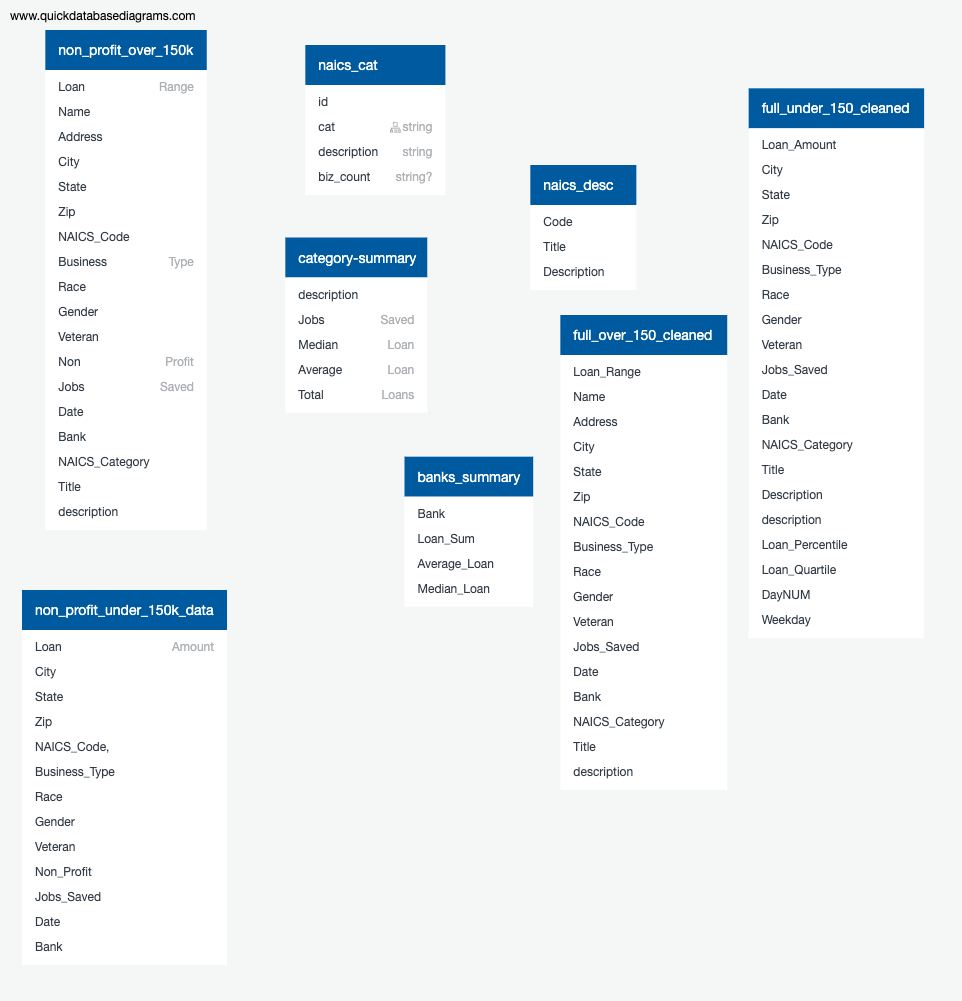 www.quickdatabasediagrams.com
non_profit_over_150k
Loan Range
Name
Address
City
State
Zip
NAICS_Code
Business Type
Race
Gender
Veteran
Non Profit
Jobs Saved
Date
Bank
NAICS_Category
Title
description
naics_cat
id
cat string
description string
biz_count string?
category-summary
description
Jobs Saved
Median Loan
Average Loan
Total Loans
banks_summary
Bank
Loan_Sum
Average_Loan
Median_Loan
naics_desc
Code
Title
Description
full_over_150_cleaned
Loan_Range
Name
Address
City
State
Zip
NAICS_Code
Business_Type
Race
Gender
Veteran
Jobs_Saved
Date
Bank
NAICS_Category
Title
description
full_under_150_cleaned
Loan_Amount
City
State
Zip
NAICS_Code
Business_Type
Race
Gender
Veteran
Jobs_Saved
Date
Bank
NAICS_Category
Title
Description
description
Loan_Percentile
Loan_Quartile
DayNUM
Weekday
non_profit_under_150k_data
Loan Amount
City
State
Zip
NAICS_Code,
Business_Type
Race
Gender
Veteran
Non_Profit
Jobs_Saved
Date
Bank